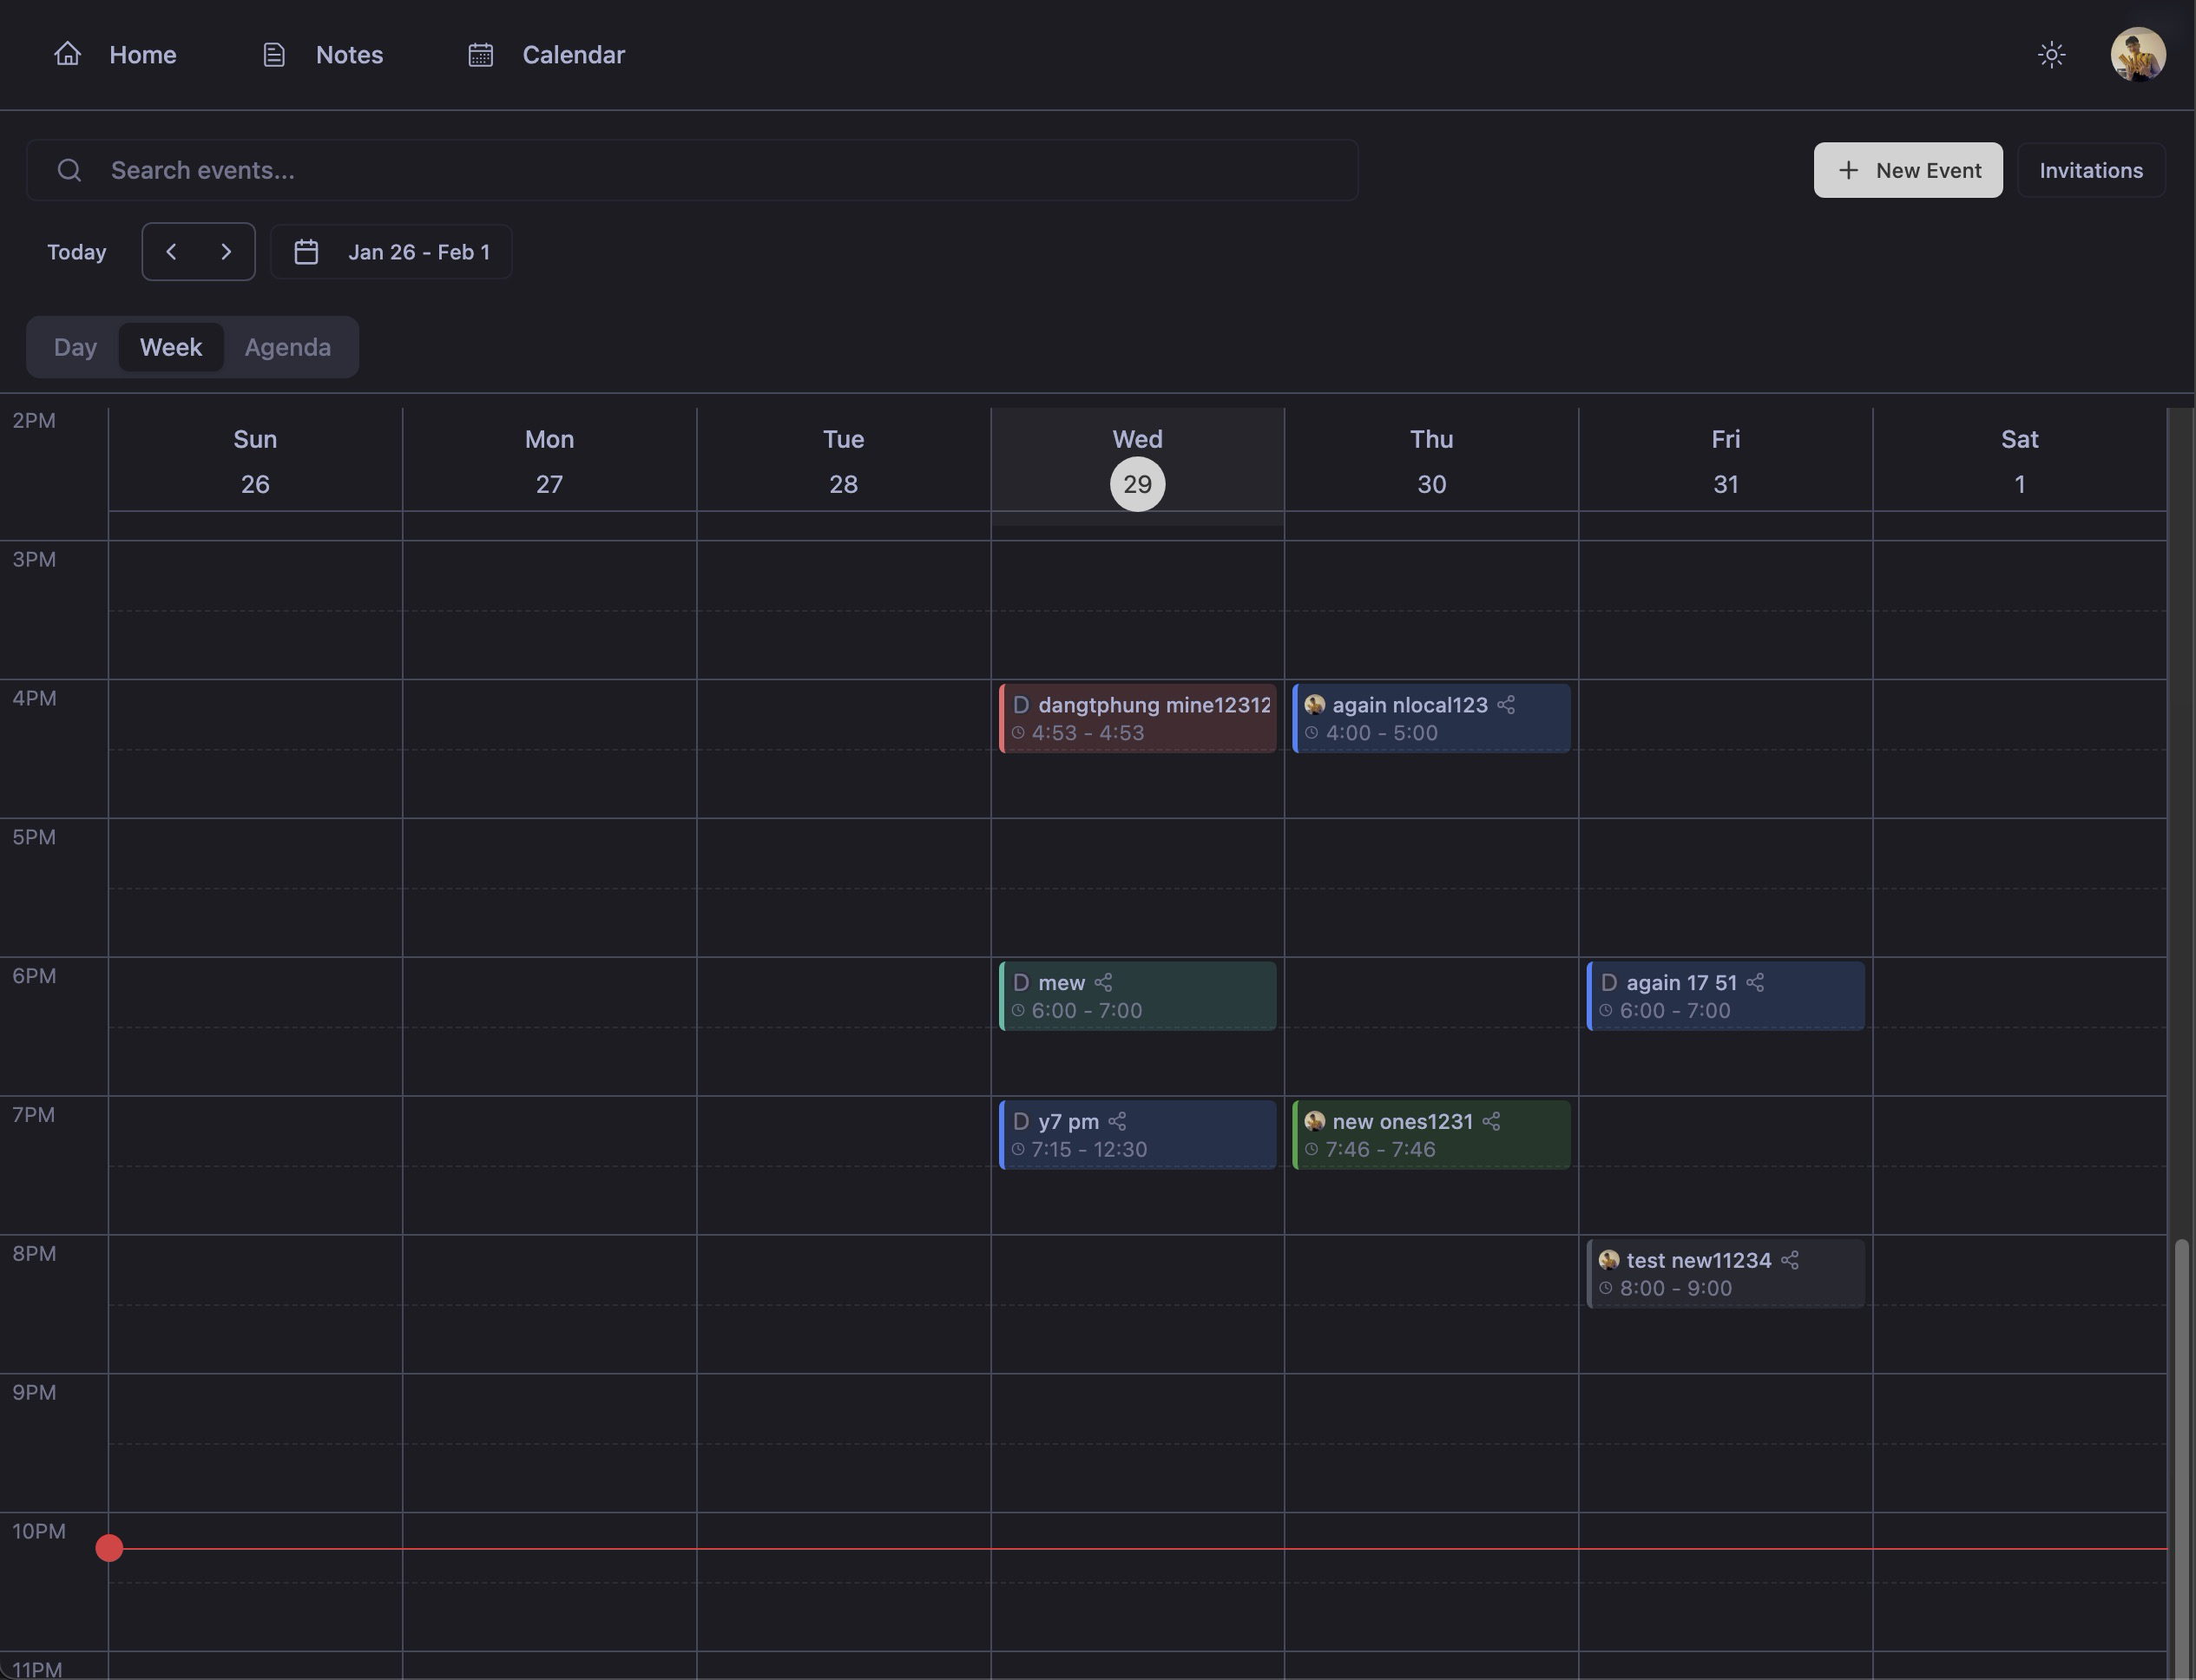 Home Notes Calendar
Search events...
New Event Invitations
Today Jan 26 - Feb 1
Day Week Agenda
2PM
Sun Mon Tue Wed Thu Fri Sat
26 27 28 29 30 31 1
3PM
4PM
D dangtphung mine12312
4:53 - 4:53
again nlocal123
4:00 - 5:00
5PM
6PM
D mew
6:00 - 7:00
D again 17 51
6:00 - 7:00
7PM
D y7 pm
7:15 - 12:30
new ones1231
7:46 - 7:46
8PM
test new11234
8:00 - 9:00
9PM
10PM
11PM